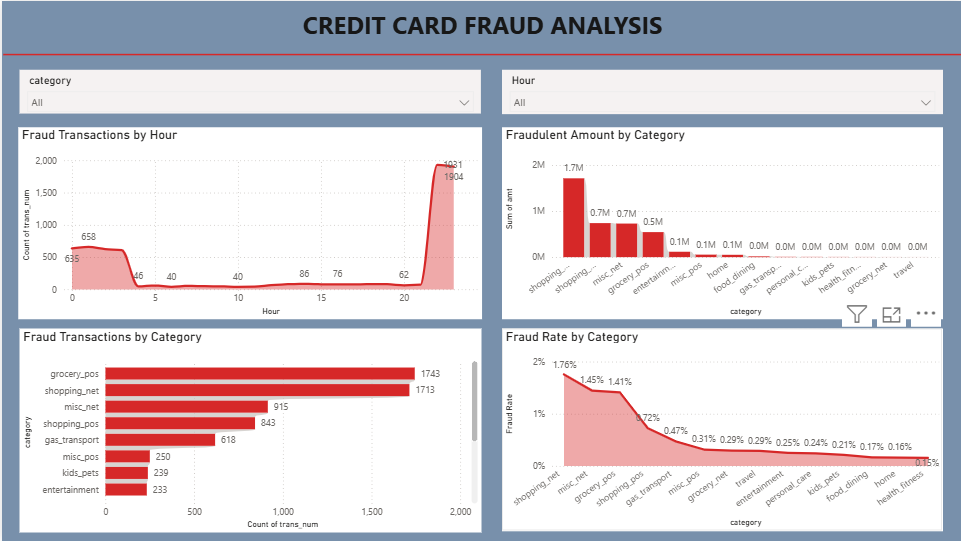 CREDIT CARD FRAUD ANALYSIS
category
All
Hour
All
Fraud Transactions by Hour
Count of trans_num
2,000
1,500
1,000
500
0
635
658
46
40
40
86
76
62
1931
1904
0
5
10
15
20
Hour
Fraudulent Amount by Category
Sum of amt
2M
1M
0M
1.7M
0.7M
0.7M
0.5M
0.1M
0.1M
0.1M
0.0M
0.0M
0.0M
0.0M
0.0M
0.0M
0.0M
shopping_...
shopping_...
misc_net
grocery_pos
entertainm...
misc_pos
home
food_dining
gas_transp...
personal_c...
kids_pets
health_fitn...
grocery_net
travel
category
Fraud Transactions by Category
category
grocery_pos 1743
shopping_net 1713
misc_net 915
shopping_pos 843
gas_transport 618
misc_pos 250
kids_pets 239
entertainment 233
0
500
1,000
1,500
2,000
Count of trans_num
Fraud Rate by Category
Fraud Rate
2%
1%
0%
1.76%
1.45%
1.41%
0.72%
0.47%
0.31%
0.29%
0.29%
0.25%
0.24%
0.21%
0.17%
0.16%
0.15%
shopping_net
misc_net
grocery_pos
shopping_pos
gas_transport
misc_pos
grocery_net
travel
entertainment
personal_care
kids_pets
food_dining
home
health_fitness
category